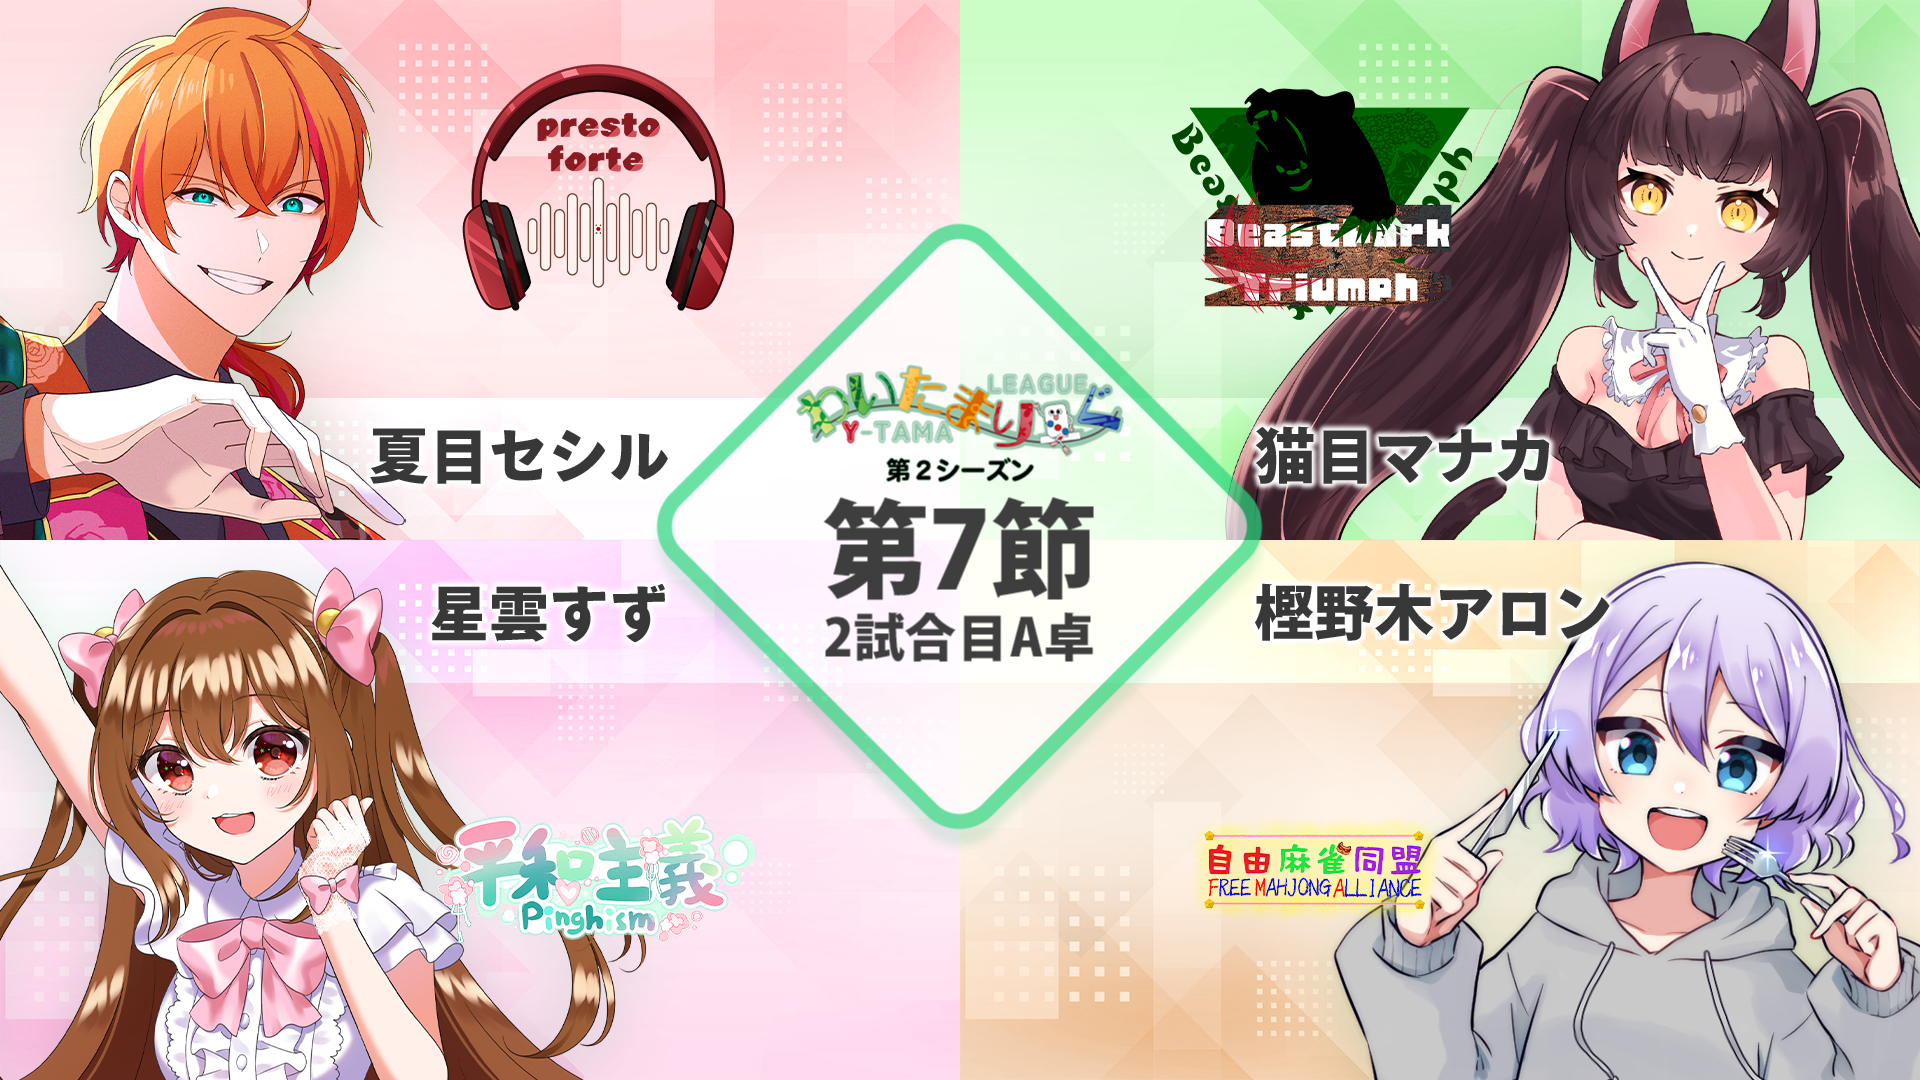 presto
forte
夏目セシル
Beastdark
Triumph
猫目マナカ
わいたまりーぐ
LEAGUE
Y-TAMA
第2シーズン
第7節
2試合目A卓
星雲すず
平和主義
Pinghism
樫野木アロン
自由麻雀同盟
FREE MAHJONG ALLIANCE